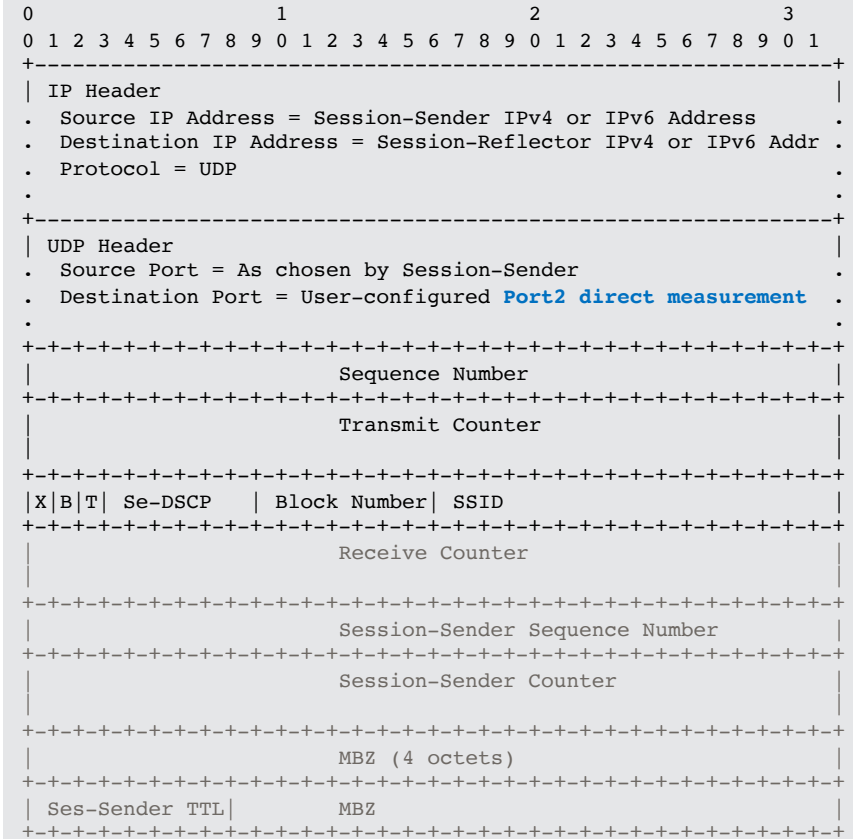 0                   1                   2                   3
0 1 2 3 4 5 6 7 8 9 0 1 2 3 4 5 6 7 8 9 0 1 2 3 4 5 6 7 8 9 0 1
+---------------------------------------------------------------+
| IP Header                                                     |
.  Source IP Address = Session-Sender IPv4 or IPv6 Address      .
.  Destination IP Address = Session-Reflector IPv4 or IPv6 Addr .
.  Protocol = UDP                                               .
.                                                               .
+---------------------------------------------------------------+
| UDP Header                                                    |
.  Source Port = As chosen by Session-Sender                    .
.  Destination Port = User-configured Port2 direct measurement  .
.                                                               .
+-+-+-+-+-+-+-+-+-+-+-+-+-+-+-+-+-+-+-+-+-+-+-+-+-+-+-+-+-+-+-+-+
|                        Sequence Number                        |
+-+-+-+-+-+-+-+-+-+-+-+-+-+-+-+-+-+-+-+-+-+-+-+-+-+-+-+-+-+-+-+-+
|                        Transmit Counter                       |
|                                                               |
+-+-+-+-+-+-+-+-+-+-+-+-+-+-+-+-+-+-+-+-+-+-+-+-+-+-+-+-+-+-+-+-+
|X|B|T| Se-DSCP   | Block Number| SSID                          |
+-+-+-+-+-+-+-+-+-+-+-+-+-+-+-+-+-+-+-+-+-+-+-+-+-+-+-+-+-+-+-+-+
|                        Receive Counter                        |
|                                                               |
+-+-+-+-+-+-+-+-+-+-+-+-+-+-+-+-+-+-+-+-+-+-+-+-+-+-+-+-+-+-+-+-+
|                        Session-Sender Sequence Number         |
+-+-+-+-+-+-+-+-+-+-+-+-+-+-+-+-+-+-+-+-+-+-+-+-+-+-+-+-+-+-+-+-+
|                        Session-Sender Counter                 |
|                                                               |
+-+-+-+-+-+-+-+-+-+-+-+-+-+-+-+-+-+-+-+-+-+-+-+-+-+-+-+-+-+-+-+-+
|                        MBZ (4 octets)                         |
+-+-+-+-+-+-+-+-+-+-+-+-+-+-+-+-+-+-+-+-+-+-+-+-+-+-+-+-+-+-+-+-+
| Ses-Sender TTL|        MBZ                                    |
+-+-+-+-+-+-+-+-+-+-+-+-+-+-+-+-+-+-+-+-+-+-+-+-+-+-+-+-+-+-+-+-+